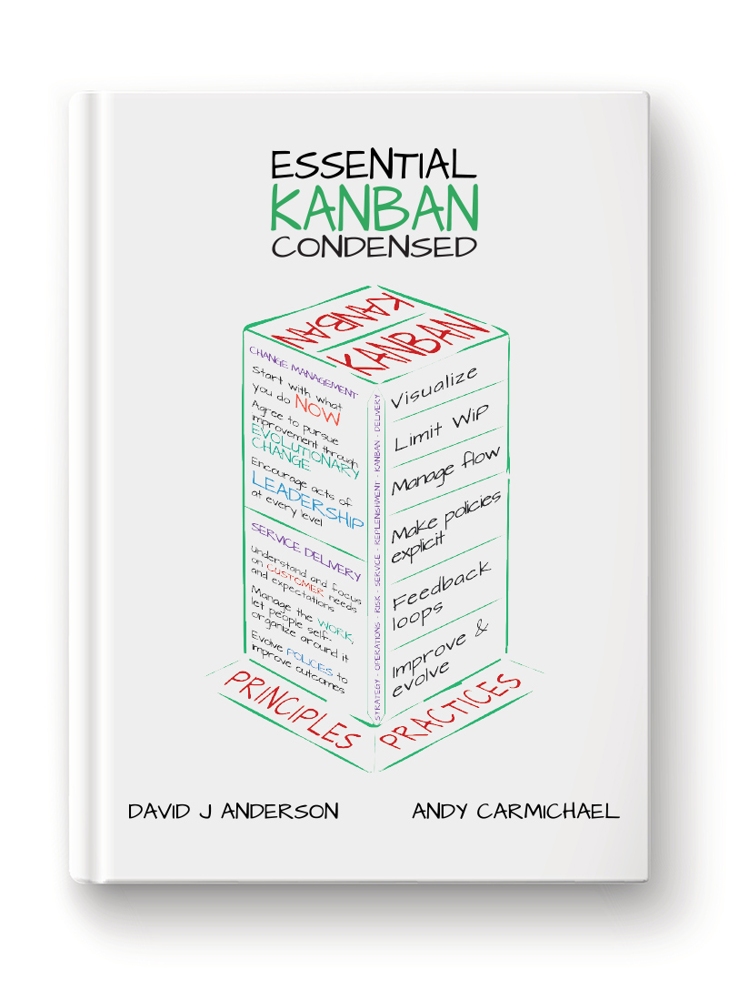 ESSENTIAL
KANBAN
CONDENSED
KANBAN
KANBAN
CHANGE MANAGEMENT
Start with what
you do NOW
Agree to pursue
improvement through
EVOLUTIONARY
CHANGE
Encourage acts of
LEADERSHIP
at every level
SERVICE DELIVERY
Understand and focus
on CUSTOMER needs
and expectations
Manage the WORK,
let people self-
organize around it
Evolve POLICIES to
improve outcomes
STRATEGY - OPERATIONS - RISK - SERVICE - REPLENISHMENT - KANBAN - DELIVERY
Visualize
Limit WiP
Manage flow
Make policies
explicit
Feedback
loops
Improve &
evolve
PRINCIPLES
PRACTICES
DAVID J ANDERSON
ANDY CARMICHAEL